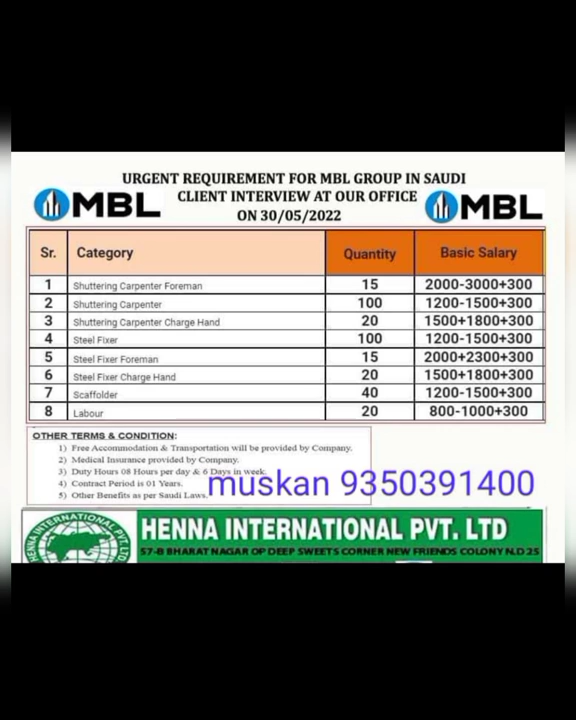 URGENT REQUIREMENT FOR MBL GROUP IN SAUDI
MBL CLIENT INTERVIEW AT OUR OFFICE MBL
ON 30/05/2022
Sr. Category Quantity Basic Salary
1 Shuttering Carpenter Foreman 15 2000-3000+300
2 Shuttering Carpenter 100 1200-1500+300
3 Shuttering Carpenter Charge Hand 20 1500+1800+300
4 Steel Fixer 100 1200-1500+300
5 Steel Fixer Foreman 15 2000+2300+300
6 Steel Fixer Charge Hand 20 1500+1800+300
7 Scaffolder 40 1200-1500+300
8 Labour 20 800-1000+300
OTHER TERMS & CONDITION:
1) Free Accommodation & Transportation will be provided by Company.
2) Medical Insurance provided by Company.
3) Duty Hours 08 Hours per day & 6 Days in week.
4) Contract Period is 01 Years.
5) Other Benefits as per Saudi Laws.
muskan 9350391400
HENNA INTERNATIONAL PVT. LTD
HENNA INTERNATIONAL PVT. LTD
57-B BHARAT NAGAR OP DEEP SWEETS CORNER NEW FRIENDS COLONY N.D 25